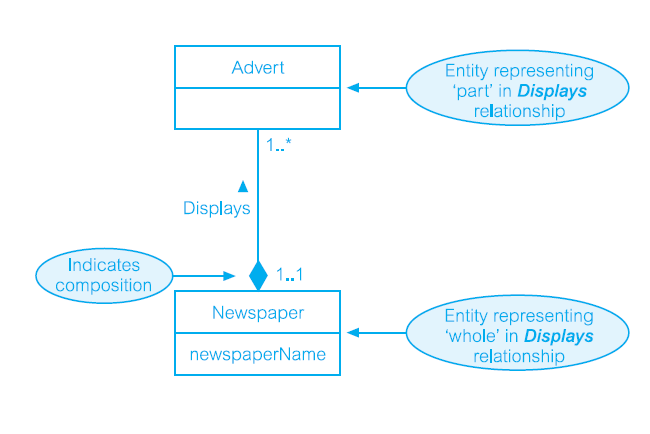 Advert
Entity representing
‘part’ in Displays
relationship
1..*
Displays
Indicates
composition
1..1
Newspaper
newspaperName
Entity representing
‘whole’ in Displays
relationship